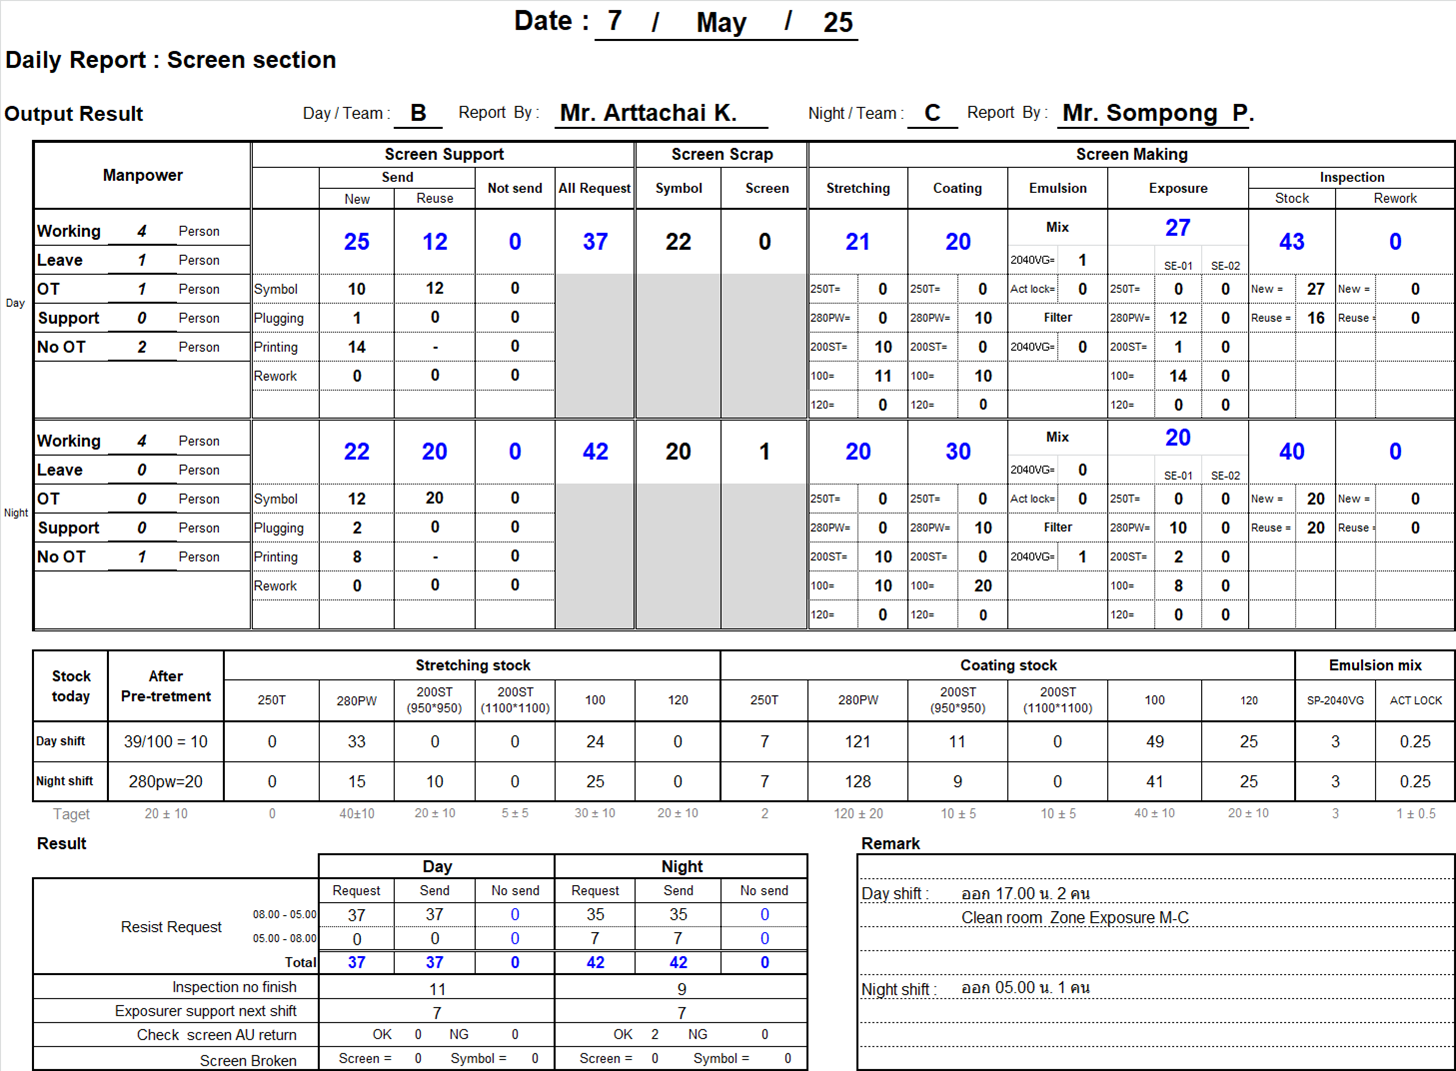 Date : 7 / May / 25
Daily Report : Screen section
Output Result Day / Team : B Report By : Mr. Arttachai K. Night / Team : C Report By : Mr. Sompong P.
Manpower Screen Support Screen Scrap Screen Making
Send Not send All Request Symbol Screen Stretching Coating Emulsion Exposure Inspection
New Reuse Stock Rework
Day
Working 4 Person 25 12 0 37 22 0 21 20 Mix 27 43 0
Leave 1 Person 2040VG= 1 SE-01 SE-02
OT 1 Person Symbol 10 12 0 250T= 0 250T= 0 Act lock= 0 250T= 0 0 New = 27 New = 0
Support 0 Person Plugging 1 0 0 280PW= 0 280PW= 10 Filter 280PW= 12 0 Reuse = 16 Reuse = 0
No OT 2 Person Printing 14 - 0 200ST= 10 200ST= 0 2040VG= 0 200ST= 1 0
Rework 0 0 0 100= 11 100= 10 100= 14 0
120= 0 120= 0 120= 0 0
Night
Working 4 Person 22 20 0 42 20 1 20 30 Mix 20 40 0
Leave 0 Person 2040VG= 0 SE-01 SE-02
OT 0 Person Symbol 12 20 0 250T= 0 250T= 0 Act lock= 0 250T= 0 0 New = 20 New = 0
Support 0 Person Plugging 2 0 0 280PW= 0 280PW= 10 Filter 280PW= 10 0 Reuse = 20 Reuse = 0
No OT 1 Person Printing 8 - 0 200ST= 10 200ST= 0 2040VG= 1 200ST= 2 0
Rework 0 0 0 100= 10 100= 20 100= 8 0
120= 0 120= 0 120= 0 0
Stock today After Pre-tretment Stretching stock Coating stock Emulsion mix
250T 280PW 200ST (950*950) 200ST (1100*1100) 100 120 250T 280PW 200ST (950*950) 200ST (1100*1100) 100 120 SP-2040VG ACT LOCK
Day shift 39/100 = 10 0 33 0 0 24 0 7 121 11 0 49 25 3 0.25
Night shift 280pw=20 0 15 10 0 25 0 7 128 9 0 41 25 3 0.25
Taget 20 ± 10 0 40±10 20 ± 10 5 ± 5 30 ± 10 20 ± 10 2 120 ± 20 10 ± 5 10 ± 5 40 ± 10 20 ± 10 3 1 ± 0.5
Result
Day Night
Request Send No send Request Send No send
Resist Request 08.00 - 05.00 37 37 0 35 35 0
05.00 - 08.00 0 0 0 7 7 0
Total 37 37 0 42 42 0
Inspection no finish 11 9
Exposurer support next shift 7 7
Check screen AU return OK 0 NG 0 OK 2 NG 0
Screen Broken Screen = 0 Symbol = 0 Screen = 0 Symbol = 0
Remark
Day shift : ออก 17.00 น. 2 คน
Clean room Zone Exposure M-C
Night shift : ออก 05.00 น. 1 คน